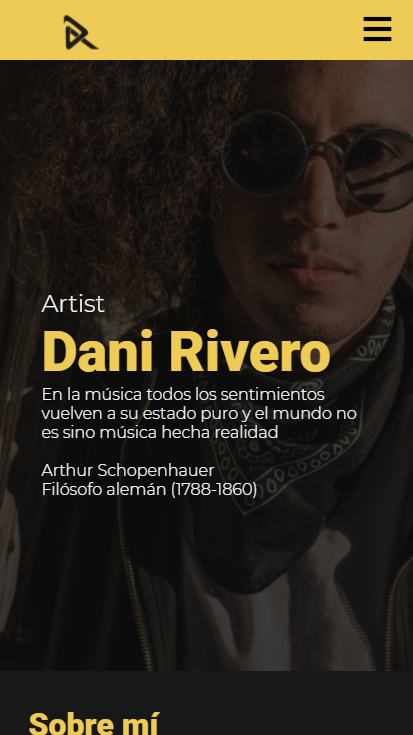 Artist
Dani Rivero
En la música todos los sentimientos
vuelven a su estado puro y el mundo no
es sino música hecha realidad
Arthur Schopenhauer
Filósofo alemán (1788-1860)
Sobre mí